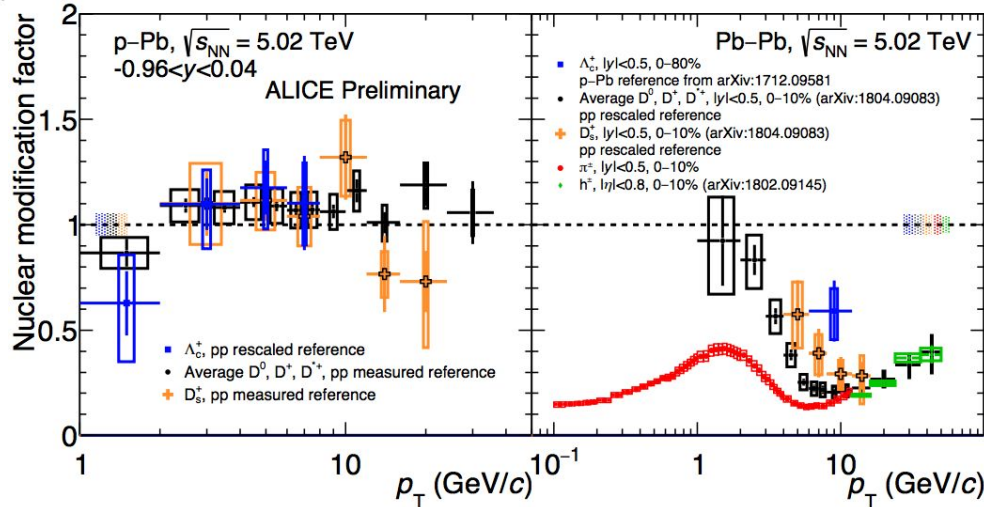 Nuclear modification factor
2
1.5
1
0.5
0
p–Pb, √sNN = 5.02 TeV
-0.96<y<0.04
ALICE Preliminary
Λc+, pp rescaled reference
Average D0, D+, D*+, pp measured reference
Ds+, pp measured reference
1
10
pT (GeV/c)
Pb–Pb, √sNN = 5.02 TeV
Λc+, |y|<0.5, 0–80%
p–Pb reference from arXiv:1712.09581
Average D0, D+, D*+, |y|<0.5, 0–10% (arXiv:1804.09083)
pp rescaled reference
Ds+, |y|<0.5, 0–10% (arXiv:1804.09083)
pp rescaled reference
π±, |y|<0.5, 0–10%
h±, |η|<0.8, 0–10% (arXiv:1802.09145)
10−1
1
10
pT (GeV/c)